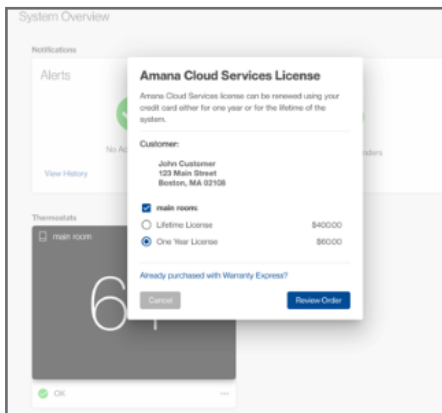 System Overview
Notifications
Alerts
No Ac
View History
nders
Amana Cloud Services License
Amana Cloud Services license can be renewed using your
credit card either for one year or for the lifetime of the
system.
Customer:
John Customer
123 Main Street
Boston, MA 02108
main room:
Lifetime License $400.00
One Year License $60.00
Already purchased with Warranty Express?
Cancel Review Order
Thermostats
main room
OK